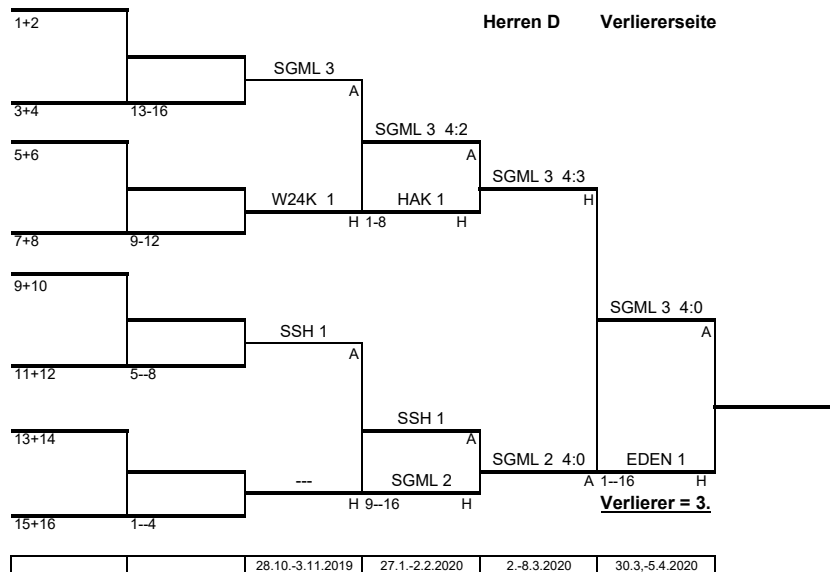 1+2
Herren D Verliererseite
SGML 3
A
3+4 13-16
SGML 3 4:2
5+6
A
SGML 3 4:3
W24K 1 HAK 1
H
H 1-8 H
7+8 9-12
9+10
SGML 3 4:0
SSH 1
A
A
11+12 5--8
SSH 1
13+14
A
SGML 2 4:0 EDEN 1
--- SGML 2
A 1--16 H
H 9--16 H
Verlierer = 3.
15+16 1--4
28.10.-3.11.2019 27.1.-2.2.2020 2.-8.3.2020 30.3,-5.4.2020